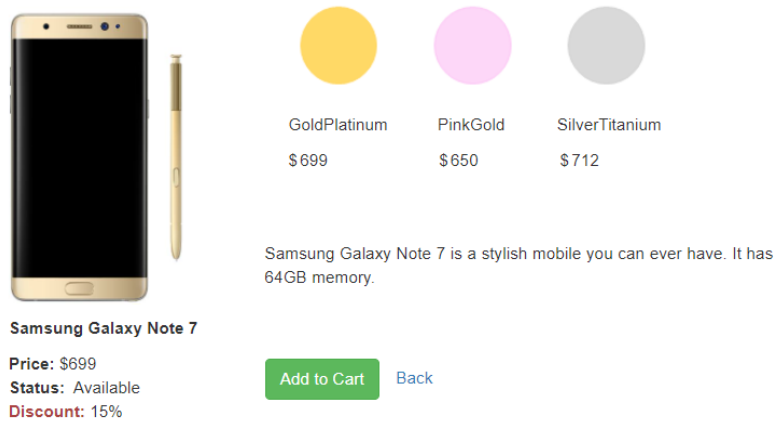 GoldPlatinum PinkGold SilverTitanium
$699 $650 $712
Samsung Galaxy Note 7 is a stylish mobile you can ever have. It has
64GB memory.
Samsung Galaxy Note 7
Price: $699
Status: Available
Discount: 15%
Add to Cart Back